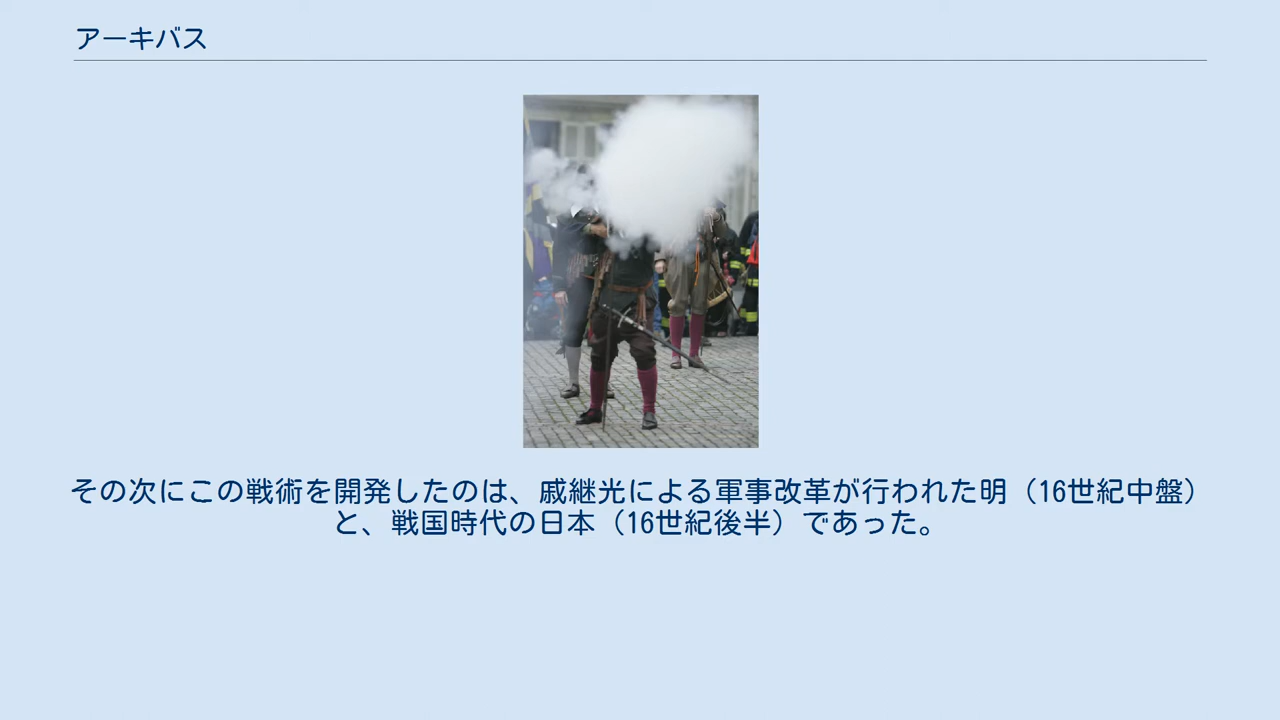 アーキバス
その次にこの戦術を開発したのは、戚継光による軍事改革が行われた明（16世紀中盤）
と、戦国時代の日本（16世紀後半）であった。